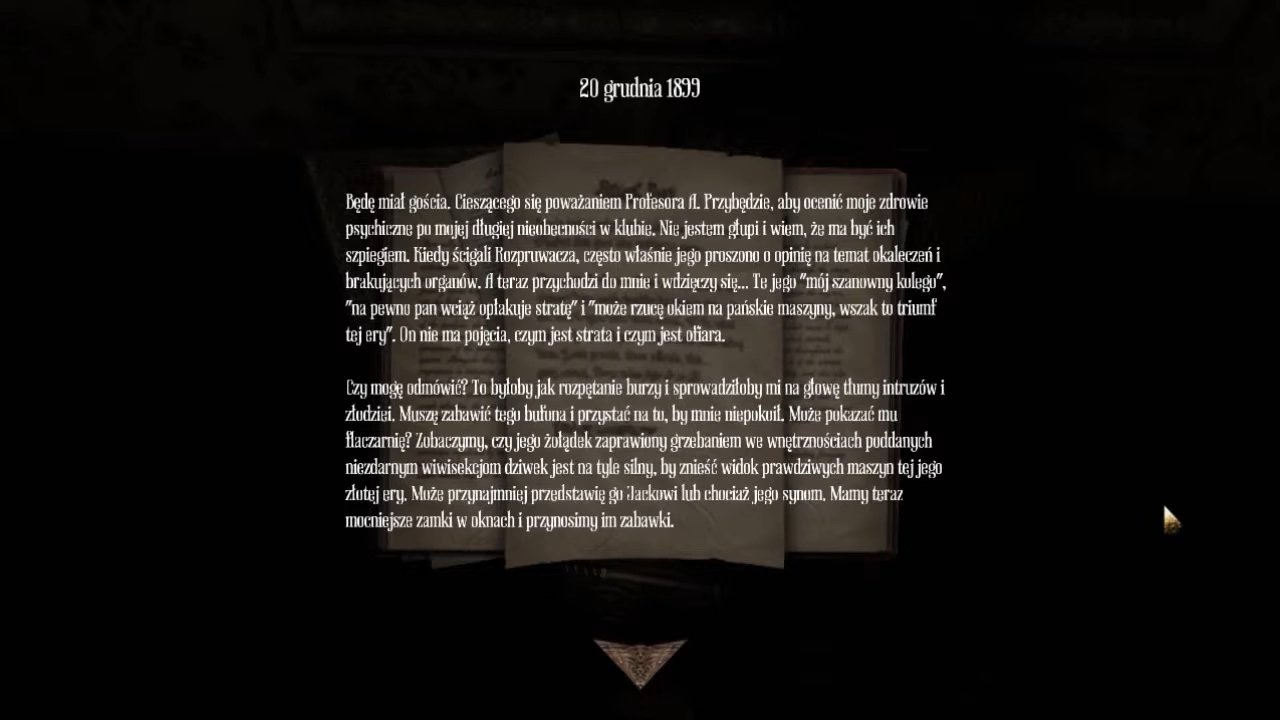 20 grudnia 1899
Będę miał gościa. Cieszącego się poważaniem Profesora A. Przybędzie, aby ocenić moje zdrowie
psychiczne po mojej długiej nieobecności w klubie. Nie jestem głupi i wiem, że ma być ich
szpiegiem. Kiedy ścigali Rozpruwacza, często właśnie jego proszono o opinię na temat okaleczeń i
brakujących organów. A teraz przychodzi do mnie i wdzięczy się... Te jego "mój szanowny kolego",
"na pewno pan wciąż opłakuje stratę" i "może rzucę okiem na pańskie maszyny, wszak to triumf
tej ery". On nie ma pojęcia, czym jest strata i czym jest ofiara.
Czy mogę odmówić? To byłoby jak rozpętanie burzy i sprowadziłoby mi na głowę tłumy intruzów i
złodziei. Muszę zabawić tego bufona i przystać na to, by mnie niepokoił. Może pokazać mu
flaczarnię? Zobaczymy, czy jego żołądek zaprawiony grzebaniem we wnętrznościach poddanych
niezdarnym wiwisekcjom dziwek jest na tyle silny, by znieść widok prawdziwych maszyn tej jego
złotej ery. Może przynajmniej przedstawię go Jackowi lub chociaż jego synom. Mamy teraz
mocniejsze zamki w oknach i przynosimy im zabawki.